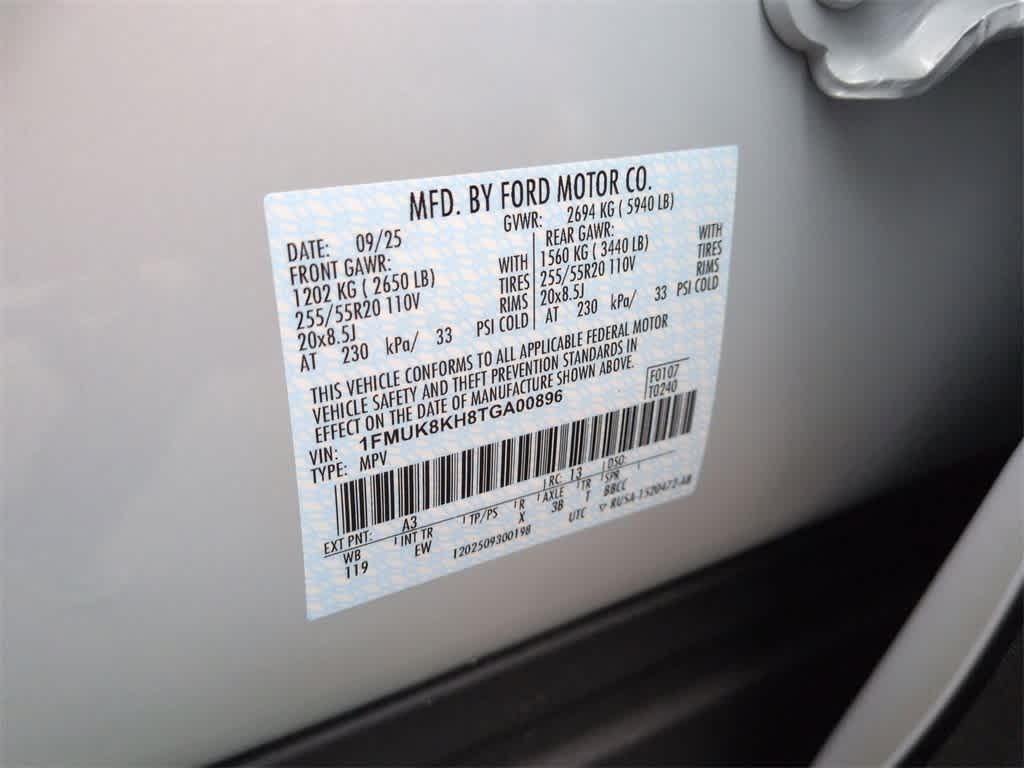 MFD. BY FORD MOTOR CO.
DATE: 09/25 GVWR: 2694 KG ( 5940 LB)
FRONT GAWR: REAR GAWR:
1202 KG ( 2650 LB) WITH 1560 KG ( 3440 LB) WITH
255/55R20 110V TIRES 255/55R20 110V TIRES
20x8.5J RIMS 20x8.5J RIMS
AT 230 kPa/ 33 PSI COLD AT 230 kPa/ 33 PSI COLD
THIS VEHICLE CONFORMS TO ALL APPLICABLE FEDERAL MOTOR
VEHICLE SAFETY AND THEFT PREVENTION STANDARDS IN
EFFECT ON THE DATE OF MANUFACTURE SHOWN ABOVE.
F0107
T0240
VIN: 1FMUK8KH8TGA00896
TYPE: MPV
EXT PNT: A3 RC: 13 DSO:
WB INT TR TP/PS R AXLE TR SPR
119 EW X 3B T BBCC
1202509300198 UTC RU5A-1520472-AB